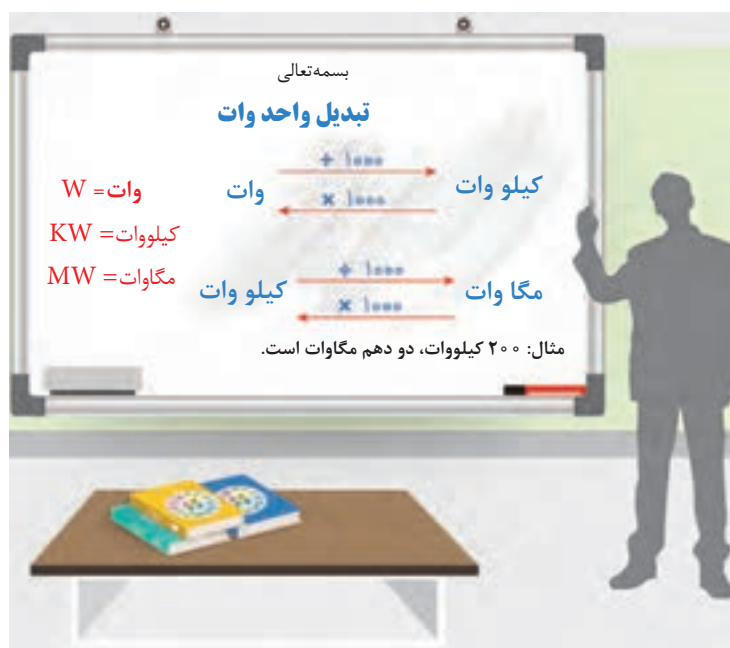 بسمه‌تعالی
تبدیل واحد وات
÷ ۱۰۰۰
کیلو وات
وات
× ۱۰۰۰
وات= W
کیلووات= KW
مگاوات= MW
÷ ۱۰۰۰
مگا وات
کیلو وات
× ۱۰۰۰
مثال: ۲۰۰ کیلووات، دو دهم مگاوات است.